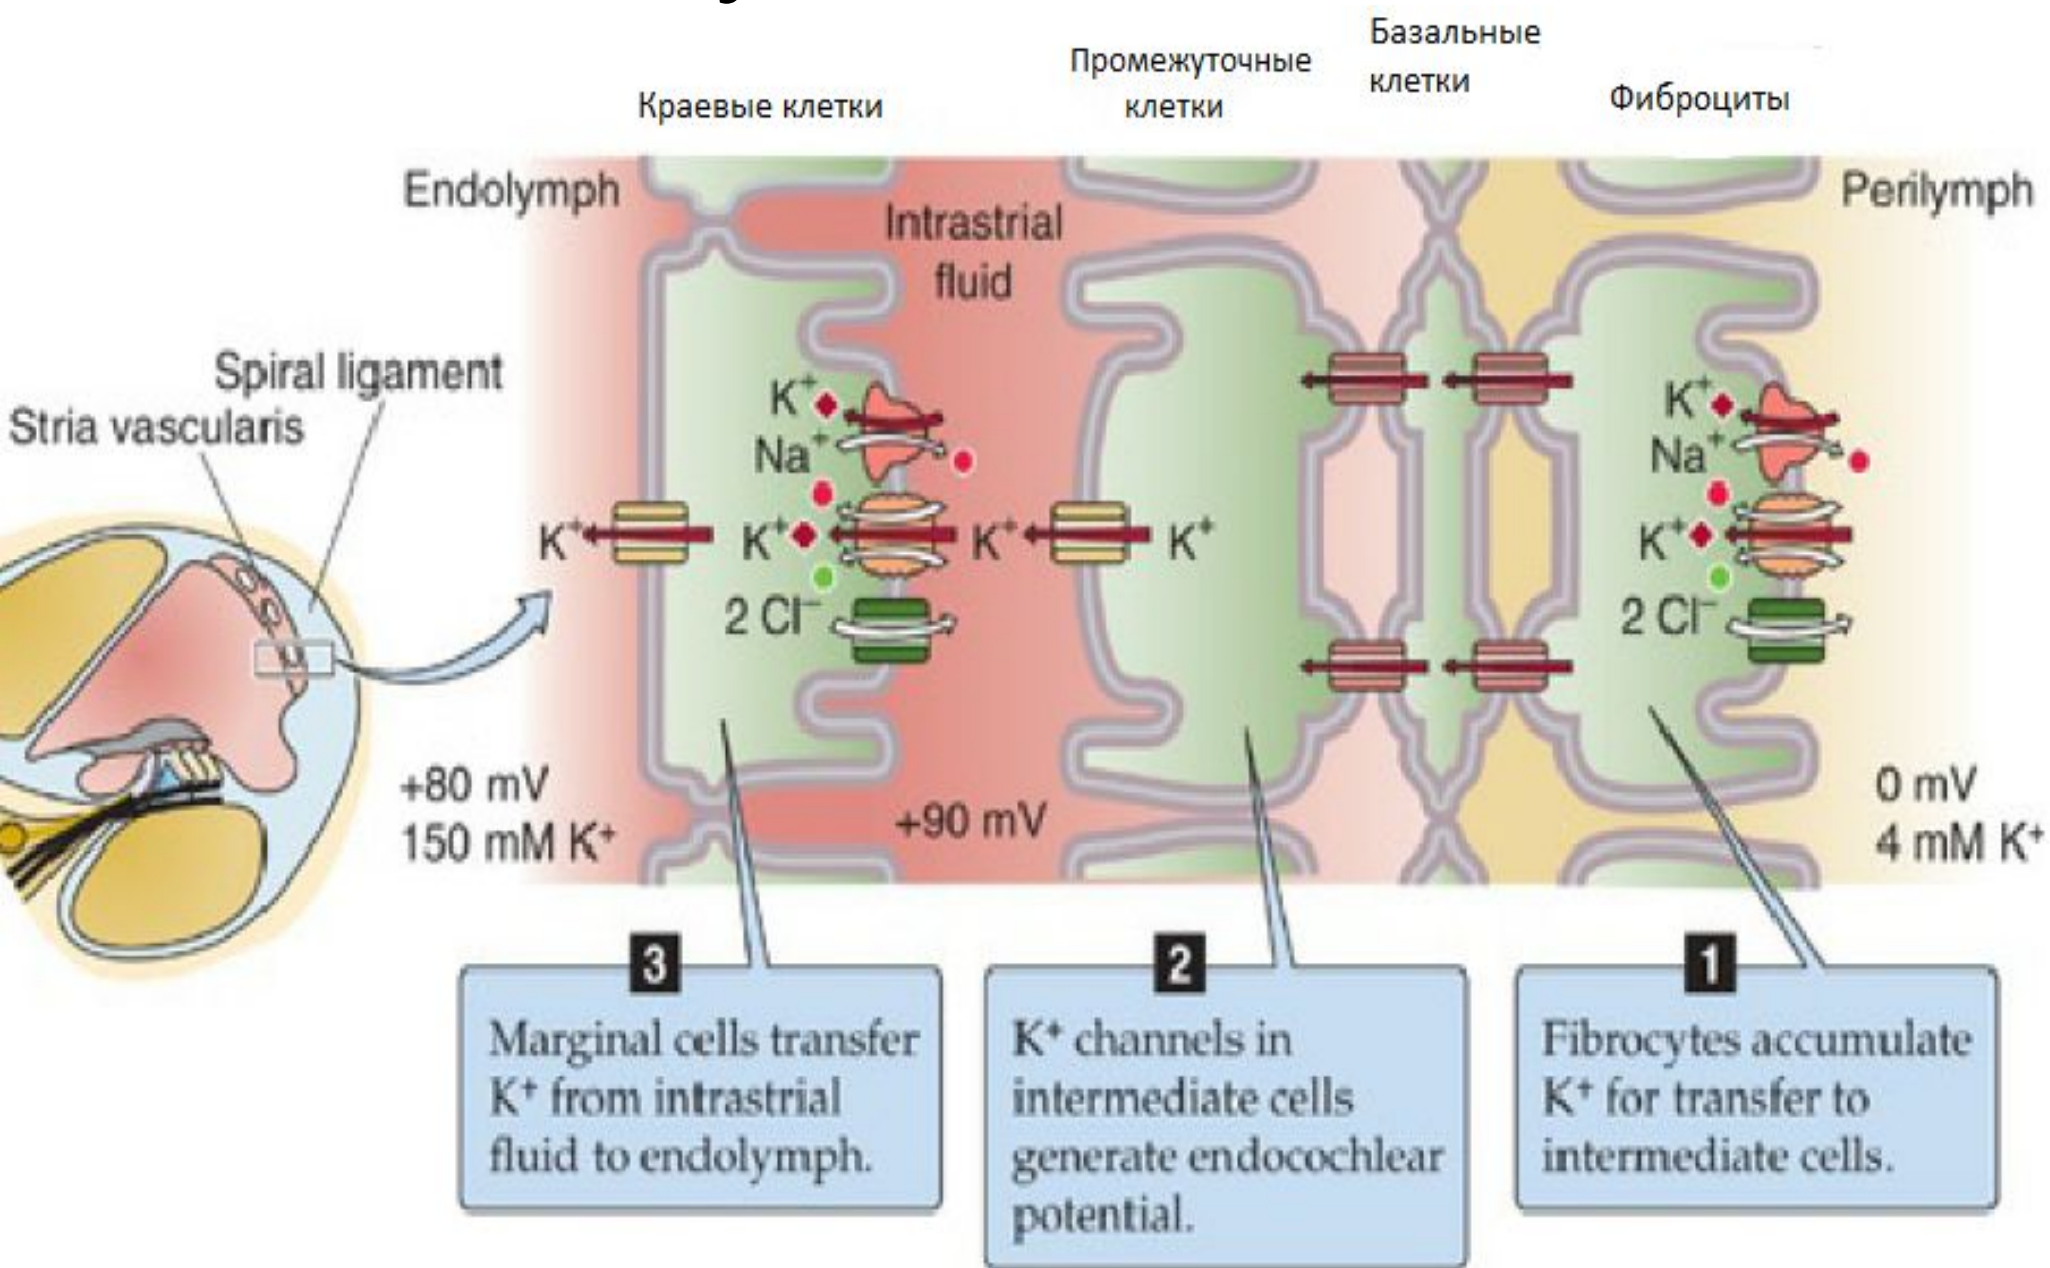 Краевые клетки
Промежуточные
клетки
Базальные
клетки
Фиброциты
Endolymph
Intrastrial
fluid
Perilymph
Spiral ligament
Stria vascularis
K⁺
Na⁺
K⁺
K⁺
K⁺
K⁺
2 Cl⁻
K⁺
Na⁺
K⁺
2 Cl⁻
+80 mV
150 mM K⁺
+90 mV
0 mV
4 mM K⁺
3
Marginal cells transfer
K⁺ from intrastrial
fluid to endolymph.
2
K⁺ channels in
intermediate cells
generate endocochlear
potential.
1
Fibrocytes accumulate
K⁺ for transfer to
intermediate cells.